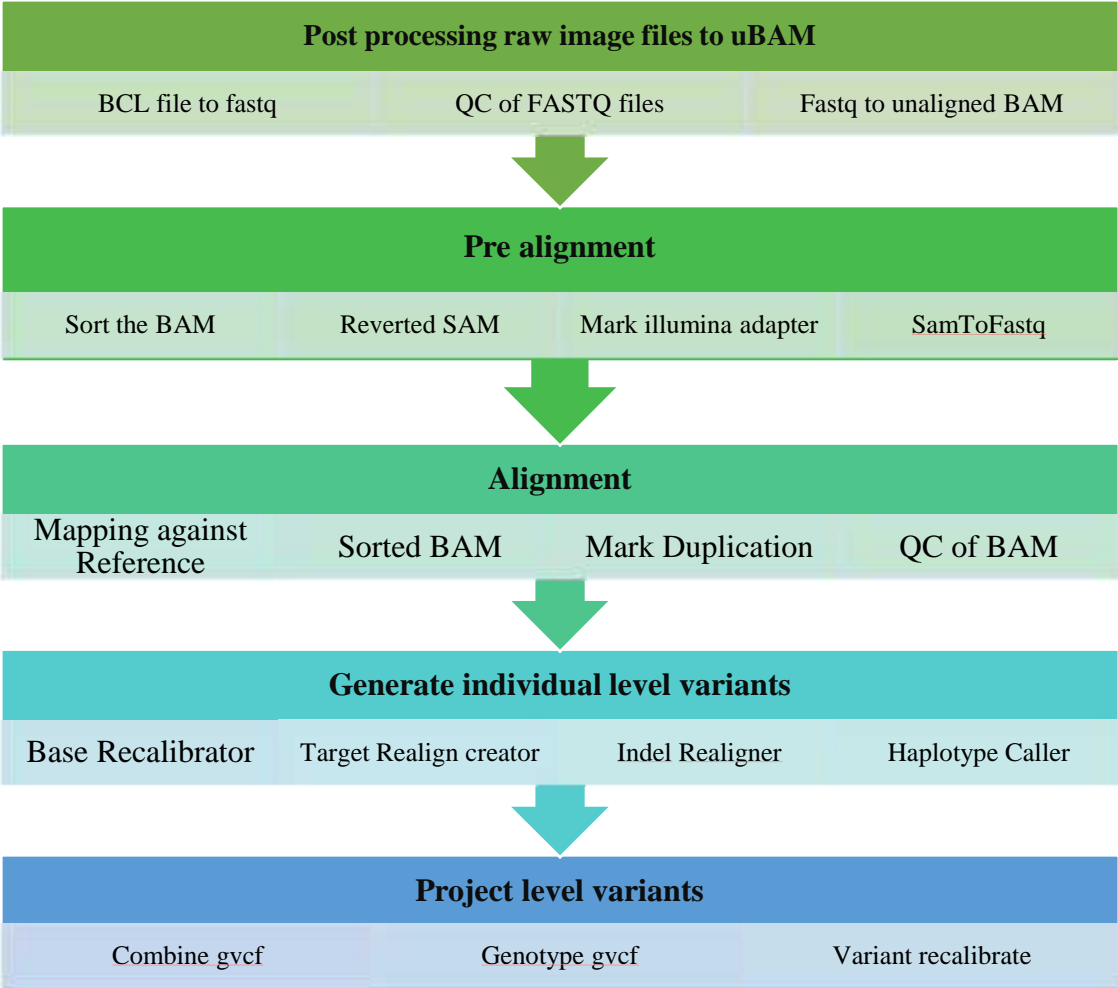 Post processing raw image files to uBAM
BCL file to fastq
QC of FASTQ files
Fastq to unaligned BAM
Pre alignment
Sort the BAM
Reverted SAM
Mark illumina adapter
SamToFastq
Alignment
Mapping against
Reference
Sorted BAM
Mark Duplication
QC of BAM
Generate individual level variants
Base Recalibrator
Target Realign creator
Indel Realigner
Haplotype Caller
Project level variants
Combine gvcf
Genotype gvcf
Variant recalibrate